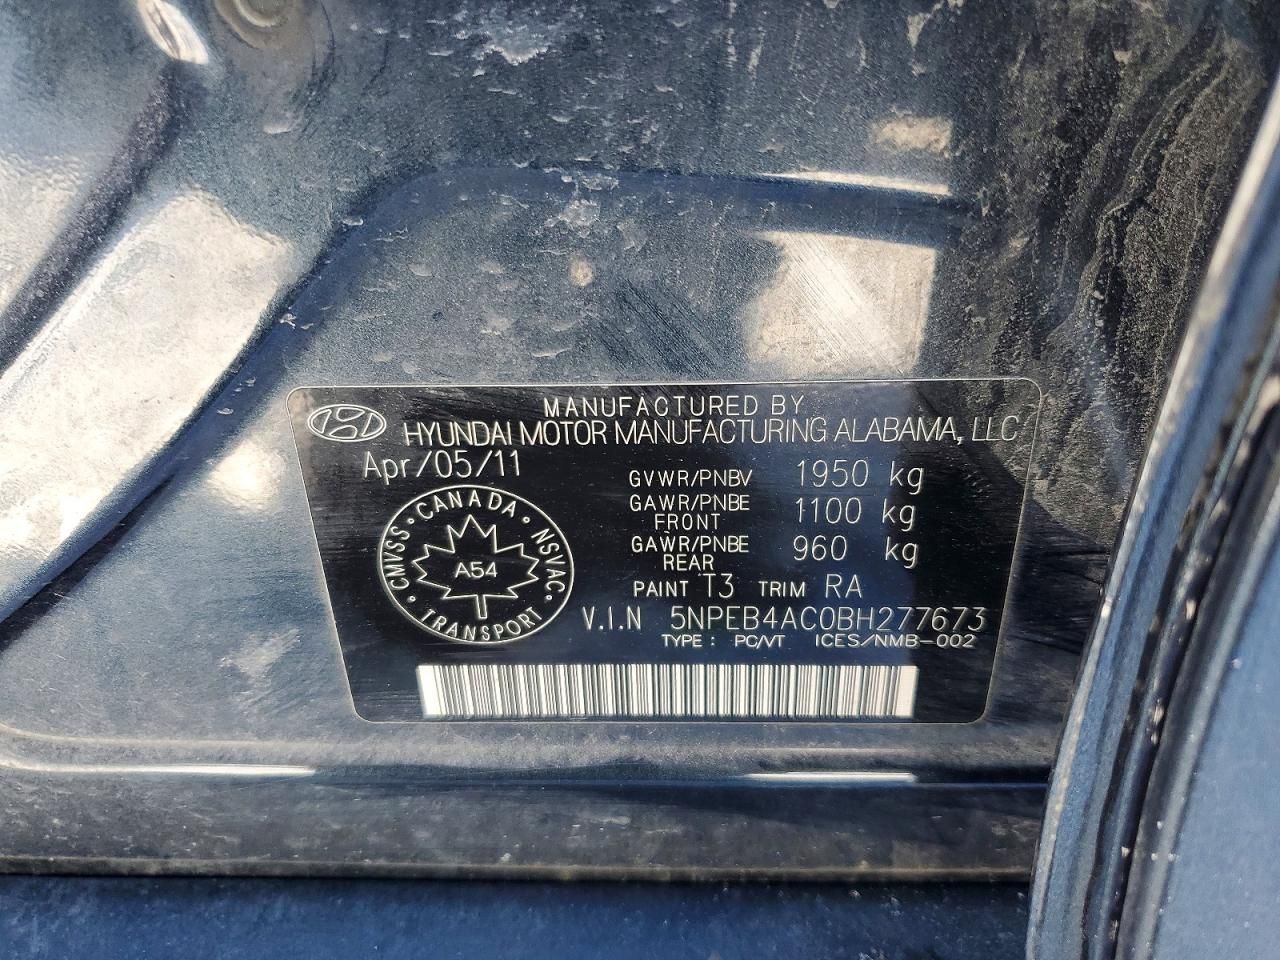 MANUFACTURED BY
HYUNDAI MOTOR MANUFACTURING ALABAMA, LLC
Apr/05/11
GVWR/PNBV 1950 kg
GAWR/PNBE FRONT 1100 kg
GAWR/PNBE REAR 960 kg
PAINT T3 TRIM RA
V.I.N 5NPEB4AC0BH277673
TYPE : PC/VT ICES/NMB-002
CANADA · NSVAC · TRANSPORT · CMVSS ·
A54